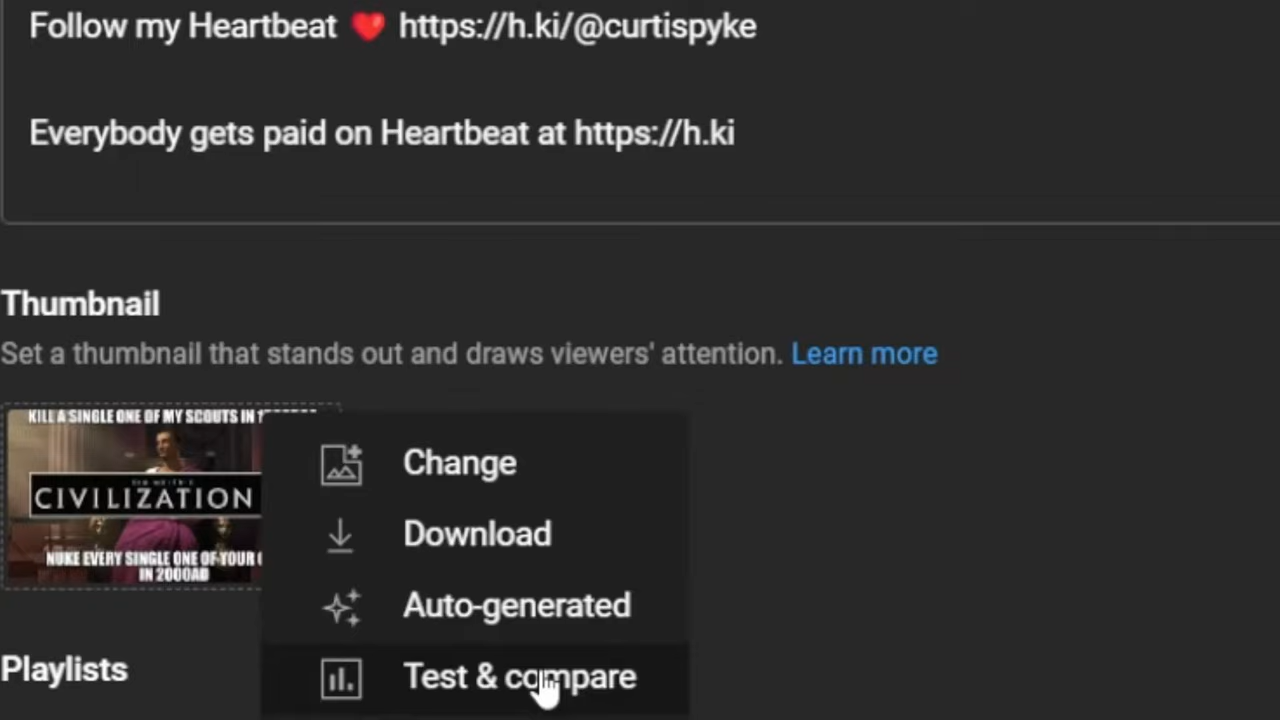 Follow my Heartbeat ❤️ https://h.ki/@curtispyke
Everybody gets paid on Heartbeat at https://h.ki
Thumbnail
Set a thumbnail that stands out and draws viewers' attention. Learn more
KILL A SINGLE ONE OF MY SCOUTS IN
SID MEIER'S
CIVILIZATION
NUKE EVERY SINGLE ONE OF YOUR
IN 2000AD
Change
Download
Auto-generated
Test & compare
Playlists